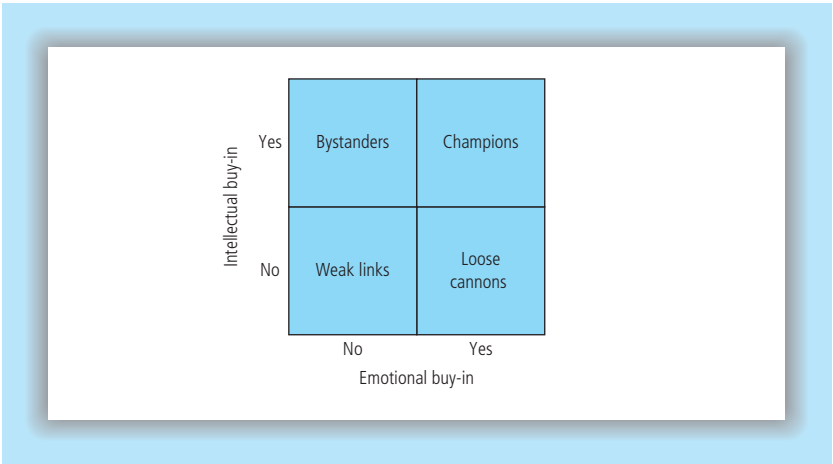 Intellectual buy-in
Yes
Bystanders
Champions
No
Weak links
Loose
cannons
No
Yes
Emotional buy-in